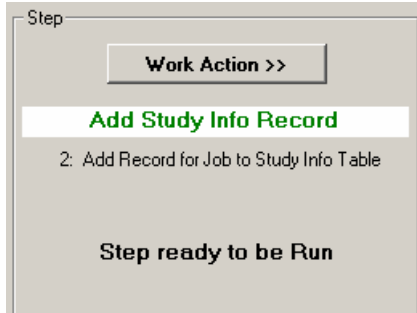 Step
Work Action >>
Add Study Info Record
2: Add Record for Job to Study Info Table
Step ready to be Run